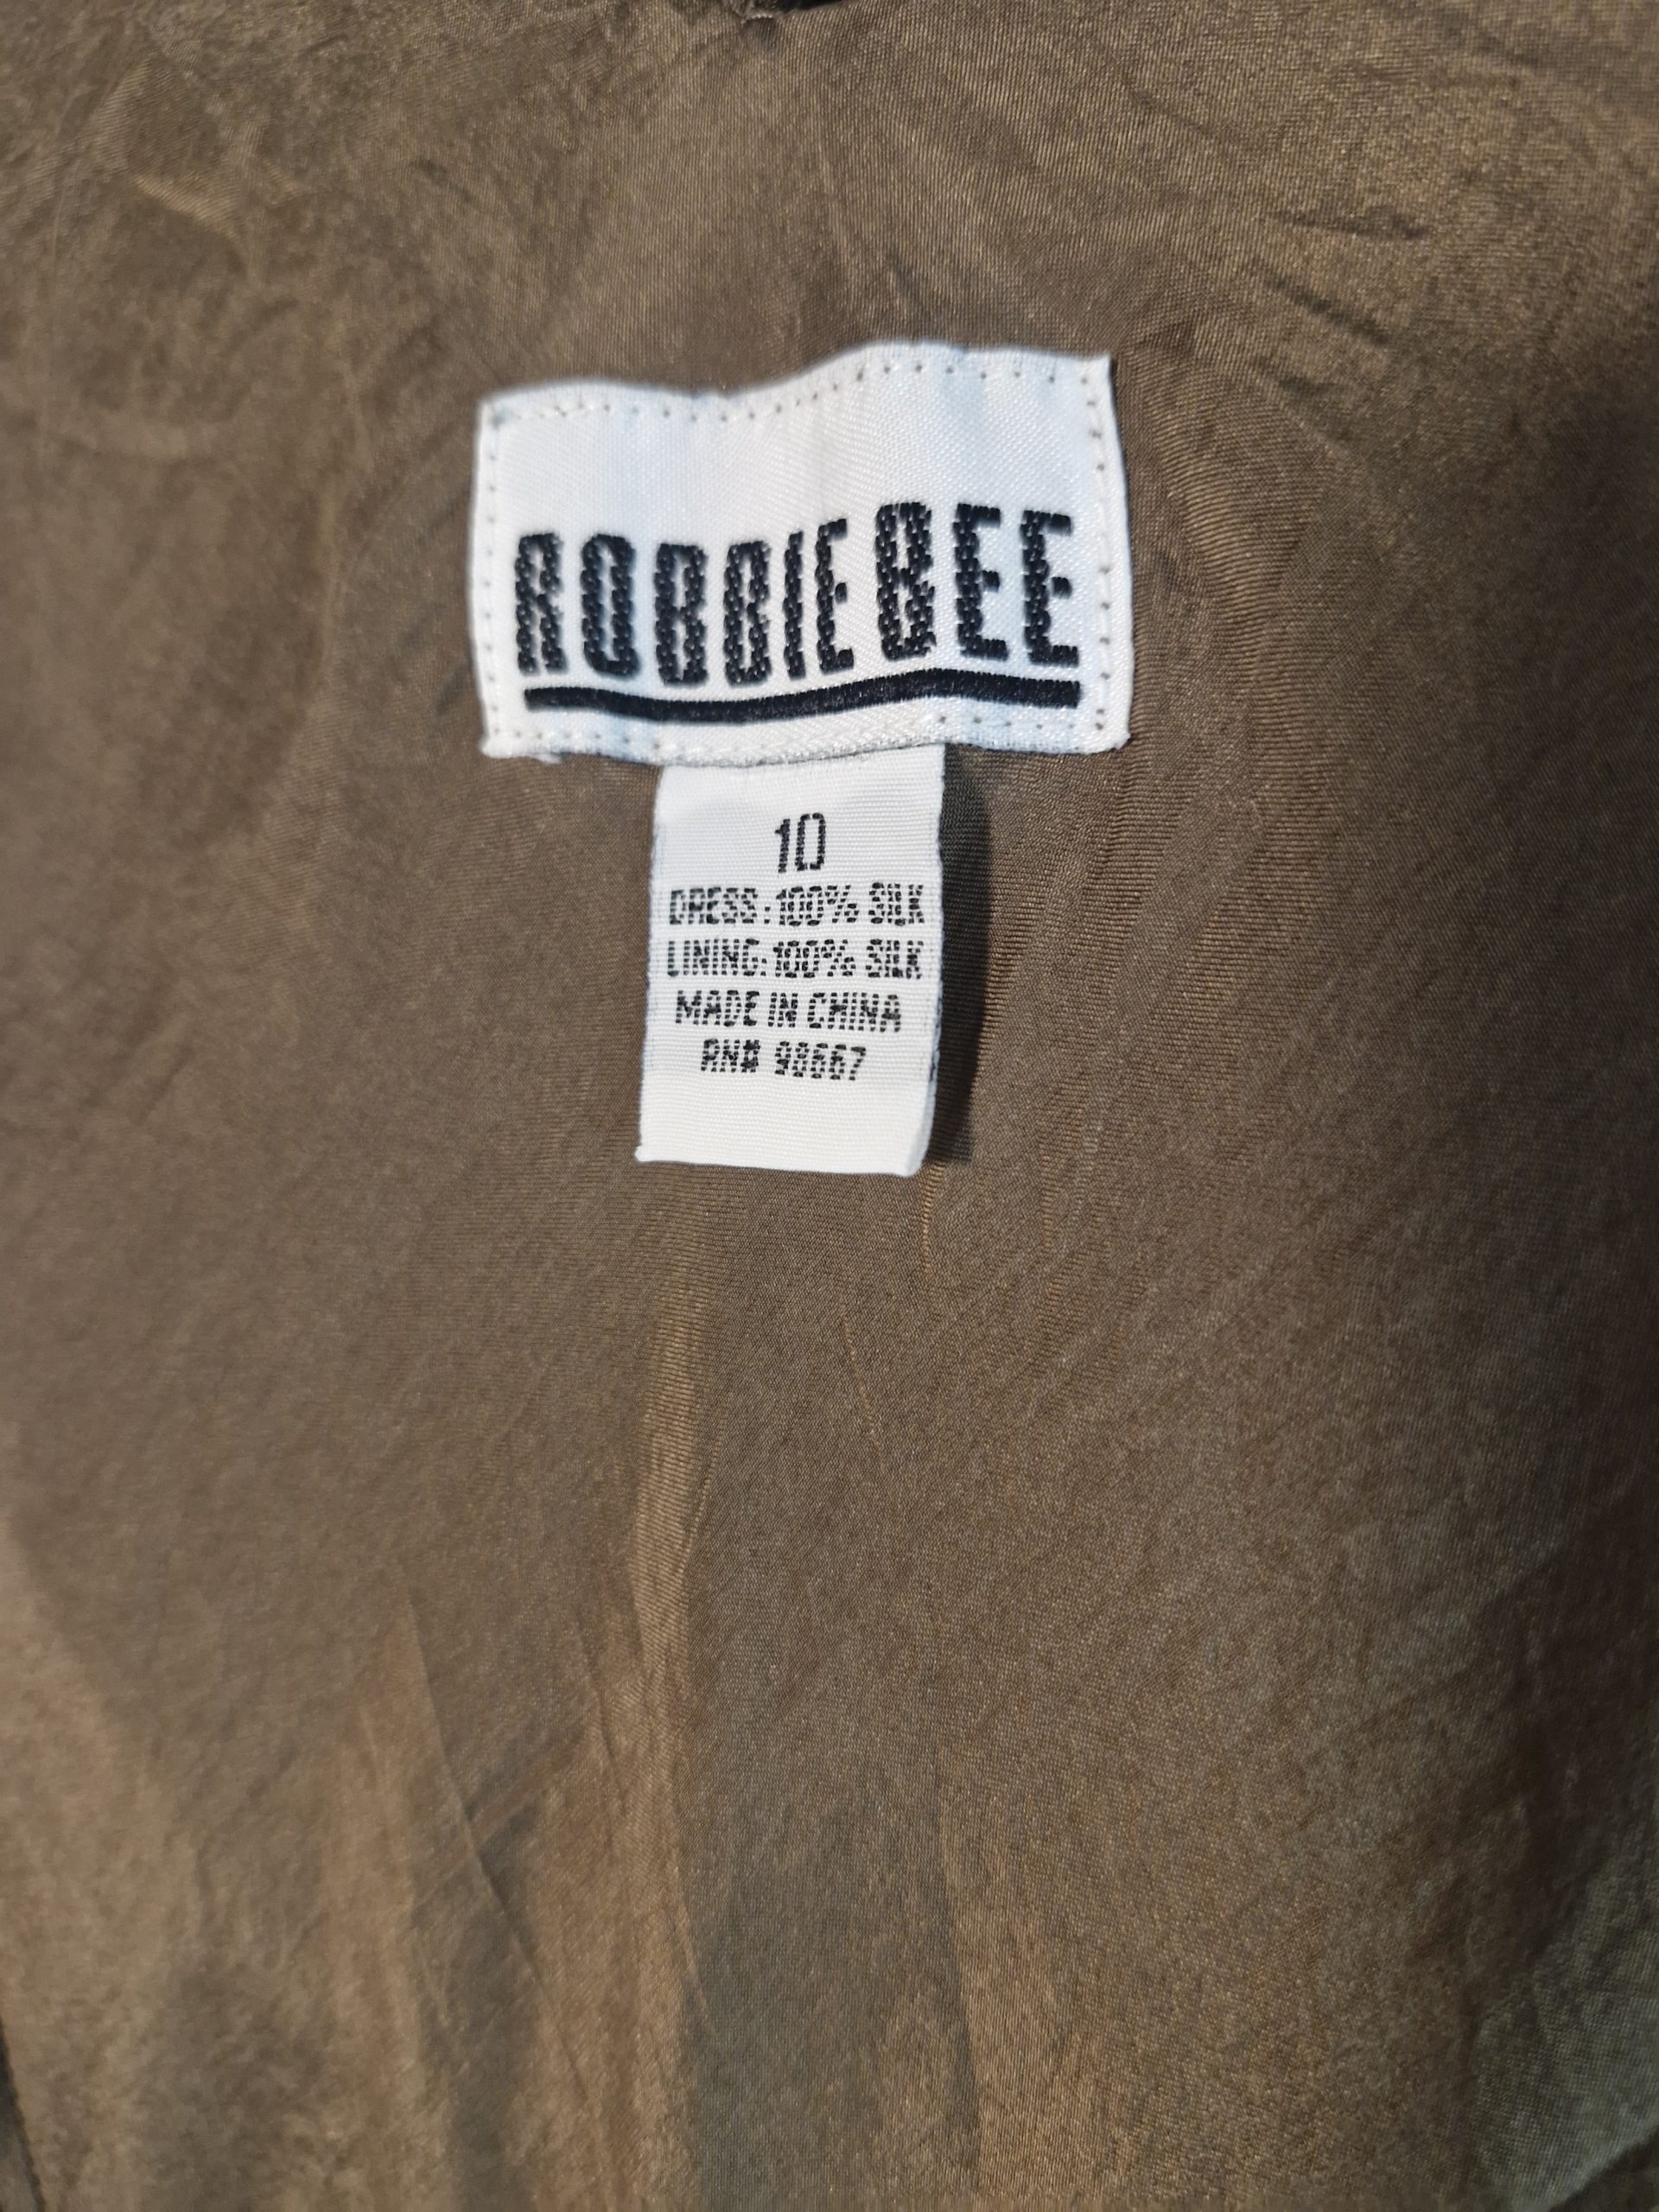 ROBBIE BEE
10
DRESS: 100% SILK
LINING: 100% SILK
MADE IN CHINA
RN# 98667